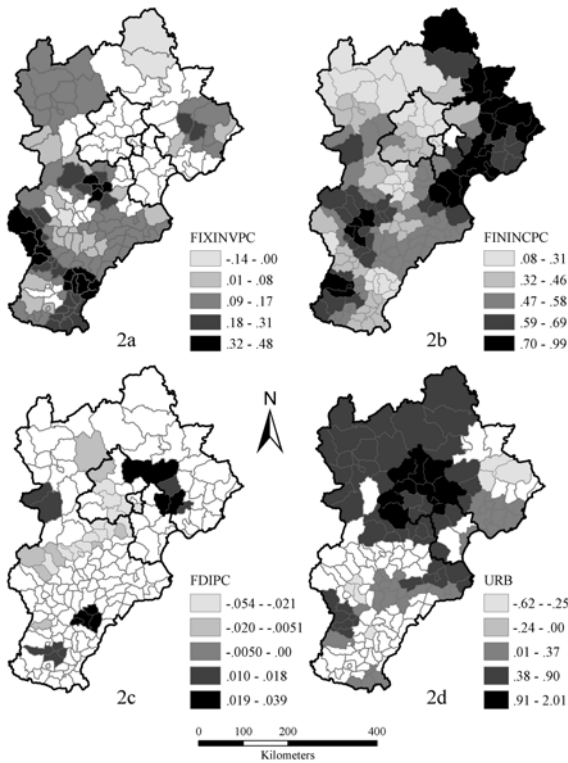 FIXINVPC
-.14 - .00
.01 - .08
.09 - .17
.18 - .31
.32 - .48
2a
FININCPC
.08 - .31
.32 - .46
.47 - .58
.59 - .69
.70 - .99
2b
N
FDIPC
-.054 - -.021
-.020 - -.0051
-.0050 - .00
.010 - .018
.019 - .039
2c
URB
-.62 - -.25
-.24 - .00
.01 - .37
.38 - .90
.91 - 2.01
2d
0 100 200 400
Kilometers